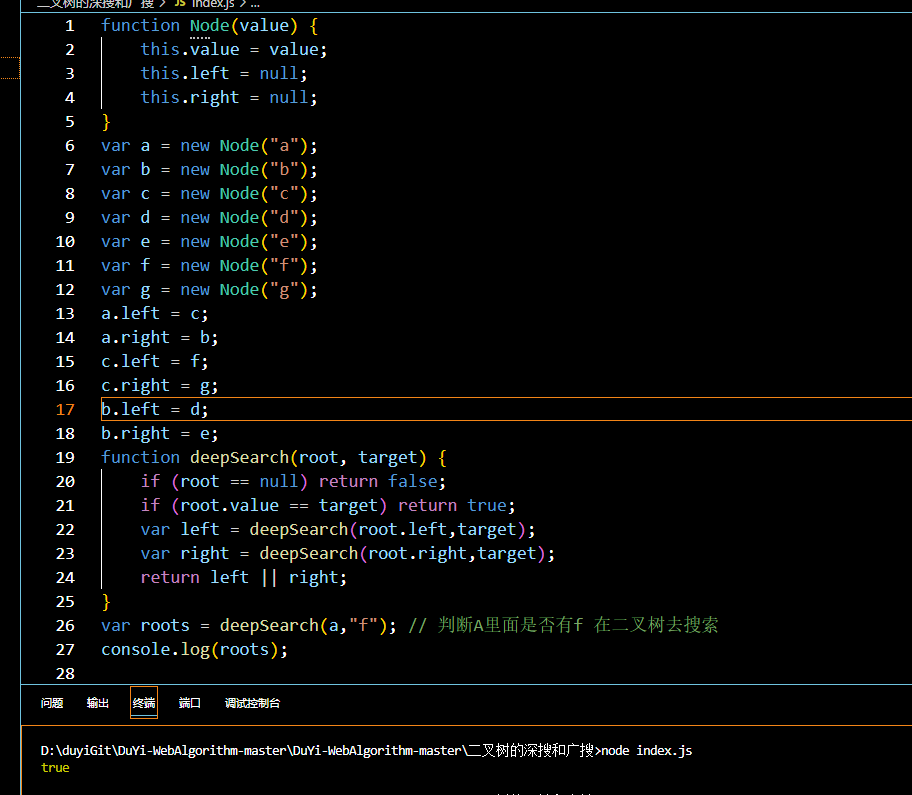 二叉树的深搜和广搜 > JS index.js > ...
1 function Node(value) {
2 this.value = value;
3 this.left = null;
4 this.right = null;
5 }
6 var a = new Node("a");
7 var b = new Node("b");
8 var c = new Node("c");
9 var d = new Node("d");
10 var e = new Node("e");
11 var f = new Node("f");
12 var g = new Node("g");
13 a.left = c;
14 a.right = b;
15 c.left = f;
16 c.right = g;
17 b.left = d;
18 b.right = e;
19 function deepSearch(root, target) {
20 if (root == null) return false;
21 if (root.value == target) return true;
22 var left = deepSearch(root.left,target);
23 var right = deepSearch(root.right,target);
24 return left || right;
25 }
26 var roots = deepSearch(a,"f"); // 判断A里面是否有f 在二叉树去搜索
27 console.log(roots);
28
问题 输出 终端 端口 调试控制台
D:\duyiGit\DuYi-WebAlgorithm-master\DuYi-WebAlgorithm-master\二叉树的深搜和广搜>node index.js
true